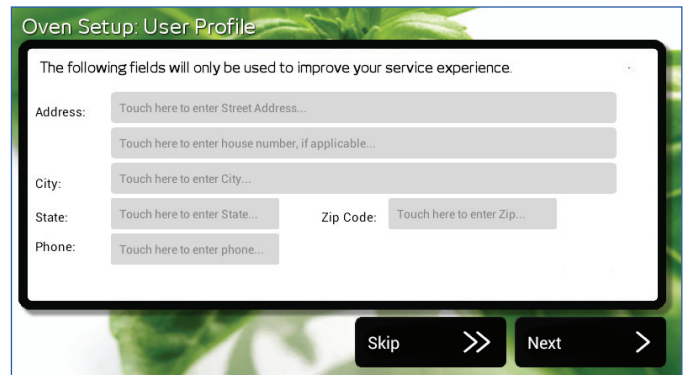 Oven Setup: User Profile
The following fields will only be used to improve your service experience.
Address: Touch here to enter Street Address...
Touch here to enter house number, if applicable...
City: Touch here to enter City...
State: Touch here to enter State... Zip Code: Touch here to enter Zip...
Phone: Touch here to enter phone...
Skip Next